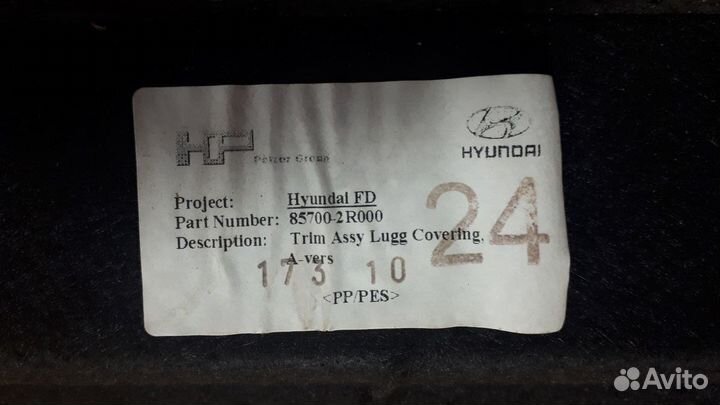 HP
Pelzer Group
HYUNDAI
Project: Hyundai FD
Part Number: 85700-2R000
Description: Trim Assy Lugg Covering,
A-vers
24
173 10
<PP/PES>
Avito